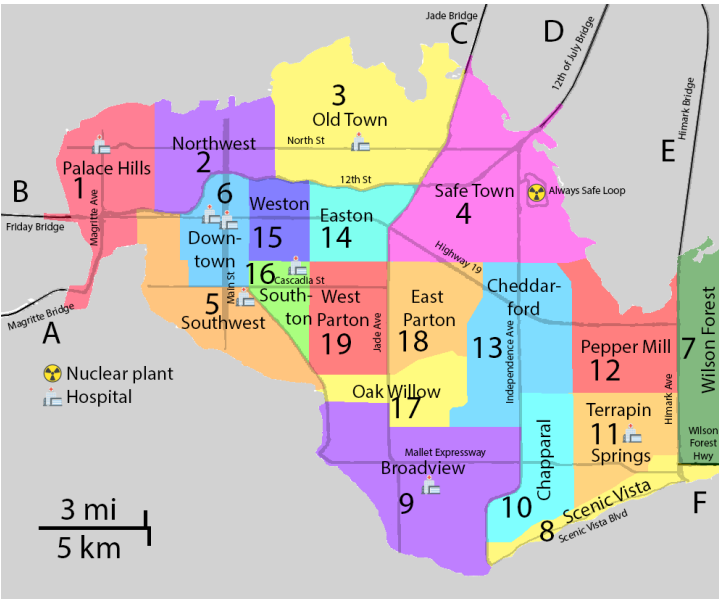 Jade Bridge
C
D
12th of July Bridge
Himark Bridge
E
3
Old Town
North St
Northwest
2
Palace Hills
1
Magritte Ave
B
Friday Bridge
12th St
6
Down-
town
Main St
Weston
15
Easton
14
Safe Town
4
Always Safe Loop
Highway 19
16
Cascadia St
South-
ton
5
Southwest
Magritte Bridge
A
West
Parton
19
Jade Ave
East
Parton
18
Cheddar-
ford
13
Independence Ave
Pepper Mill
12
7
Wilson Forest
Himark Ave
Nuclear plant
Hospital
Oak Willow
17
Terrapin
11
Springs
Wilson
Forest
Hwy
Mallet Expressway
Broadview
9
Chapparal
10
8
Scenic Vista
Scenic Vista Blvd
F
3 mi
5 km